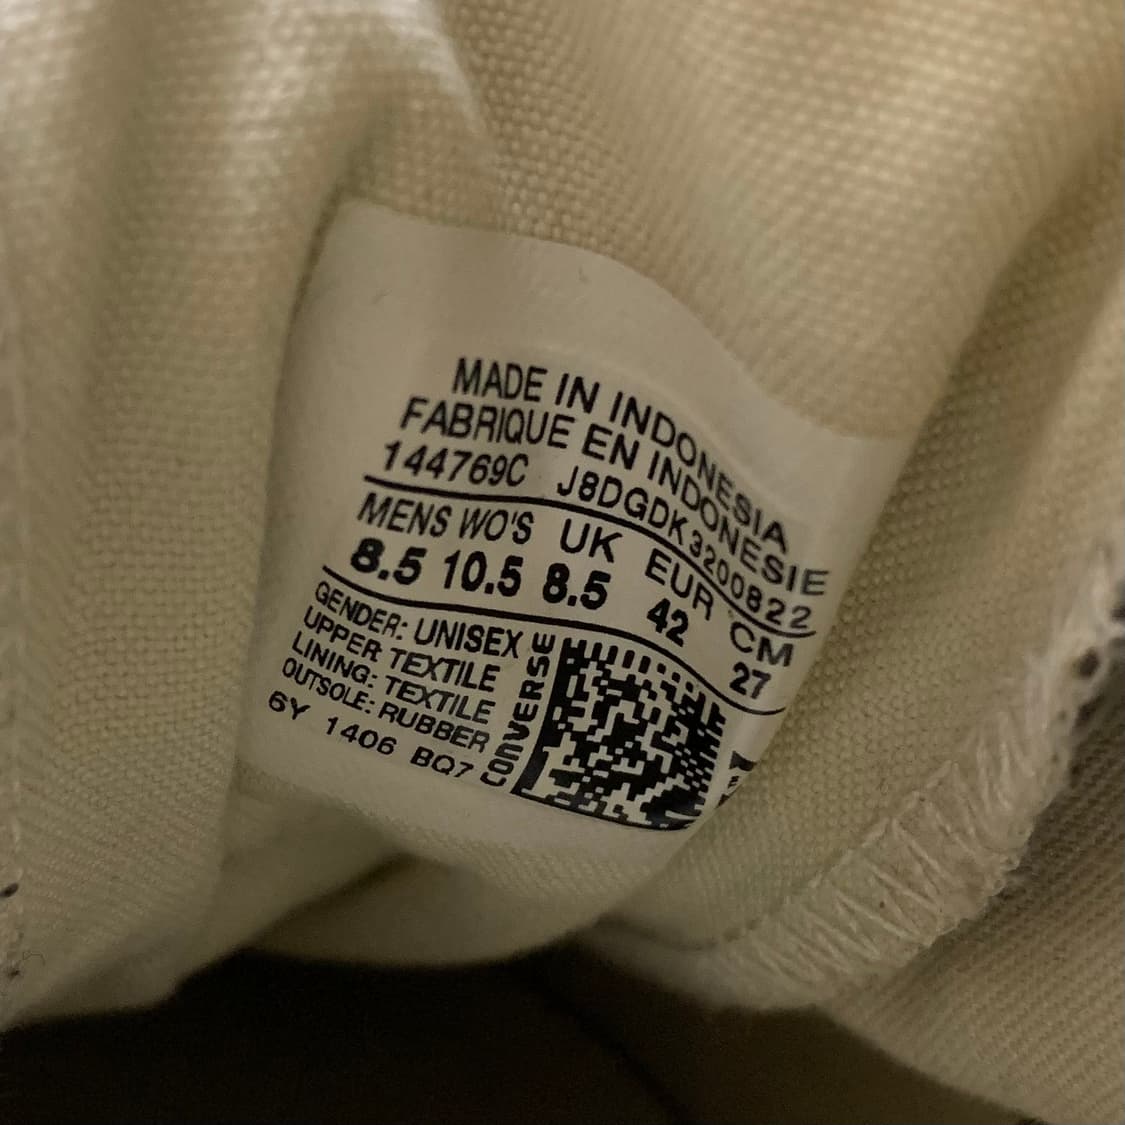 MADE IN INDONESIA
FABRIQUE EN INDONESIE
144769C J8DGDK3200822
MENS WO'S UK EUR CM
8.5 10.5 8.5 42 27
GENDER: UNISEX
UPPER: TEXTILE
LINING: TEXTILE
OUTSOLE: RUBBER
6Y 1406 BQ7
CONVERSE